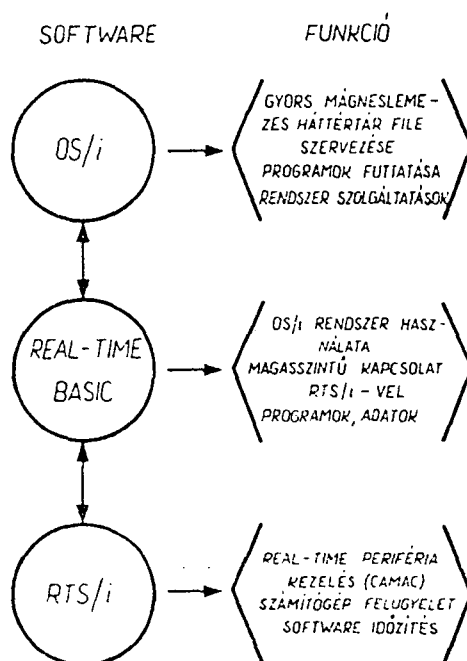 SOFTWARE
FUNKCIÓ
OS/i
GYORS MÁGNESLEME-
ZES HÁTTÉRTÁR FILE
SZERVEZÉSE
PROGRAMOK FUTTATÁSA
RENDSZER SZOLGÁLTATÁSOK
REAL-TIME
BASIC
OS/i RENDSZER HASZ-
NÁLATA
MAGASSZINTŰ KAPCSOLAT
RTS/i - VEL
PROGRAMOK, ADATOK
RTS/i
REAL-TIME PERIFÉRIA
KEZELÉS (CAMAC)
SZÁMÍTÓGÉP FELÜGYELET
SOFTWARE IDŐZÍTÉS